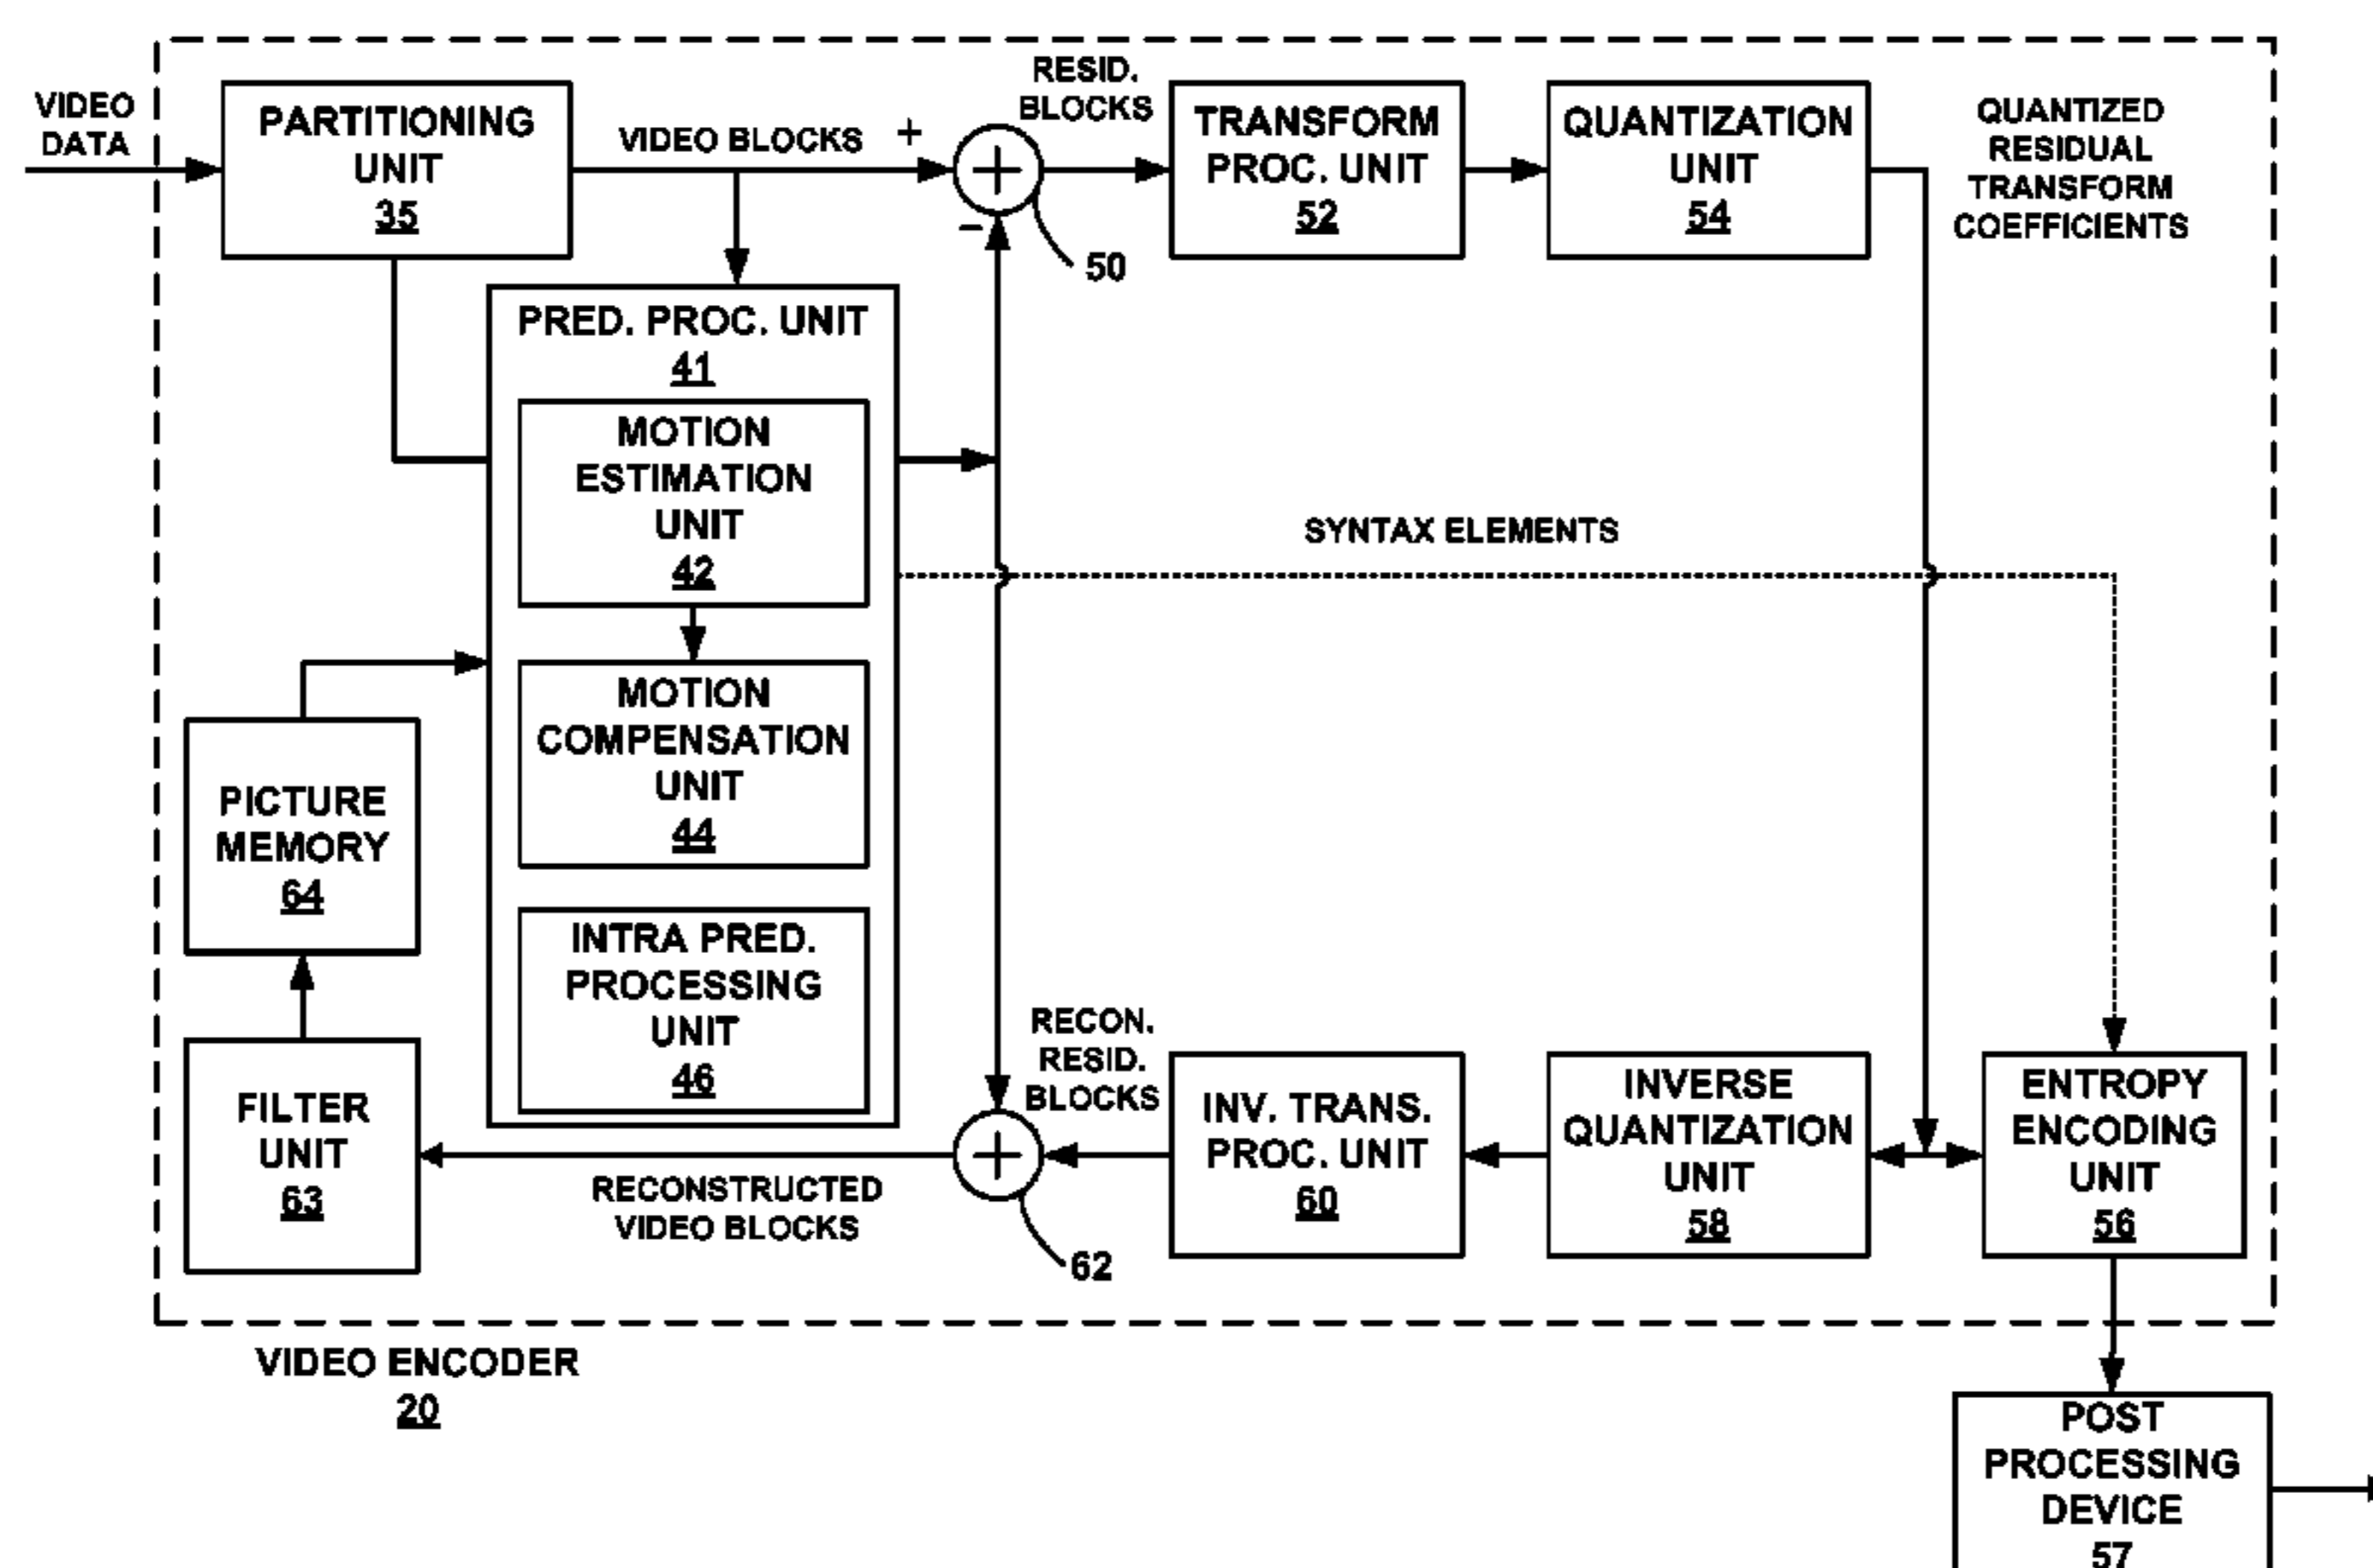 VIDEO
DATA
PARTITIONING
UNIT
35
VIDEO BLOCKS
+
RESID.
BLOCKS
+
−
50
TRANSFORM
PROC. UNIT
52
QUANTIZATION
UNIT
54
QUANTIZED
RESIDUAL
TRANSFORM
COEFFICIENTS
PRED. PROC. UNIT
41
MOTION
ESTIMATION
UNIT
42
SYNTAX ELEMENTS
MOTION
COMPENSATION
UNIT
44
INTRA PRED.
PROCESSING
UNIT
46
PICTURE
MEMORY
64
FILTER
UNIT
63
RECONSTRUCTED
VIDEO BLOCKS
+
62
RECON.
RESID.
BLOCKS
INV. TRANS.
PROC. UNIT
60
INVERSE
QUANTIZATION
UNIT
58
ENTROPY
ENCODING
UNIT
56
VIDEO ENCODER
20
POST
PROCESSING
DEVICE
57